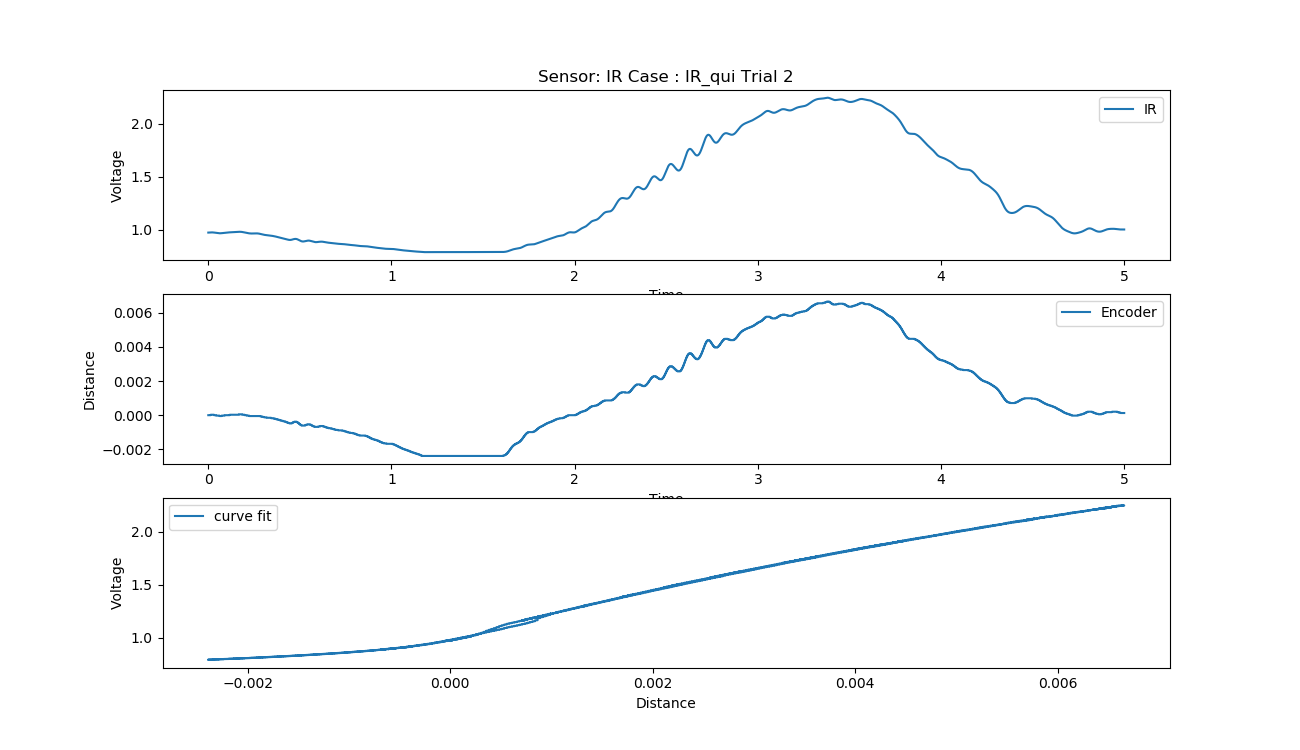 Sensor: IR Case : IR_qui Trial 2
IR
Voltage
2.0
1.5
1.0
0 1 2 3 4 5
Time
Encoder
Distance
0.006
0.004
0.002
0.000
−0.002
0 1 2 3 4 5
Time
curve fit
Voltage
2.0
1.5
1.0
−0.002 0.000 0.002 0.004 0.006
Distance